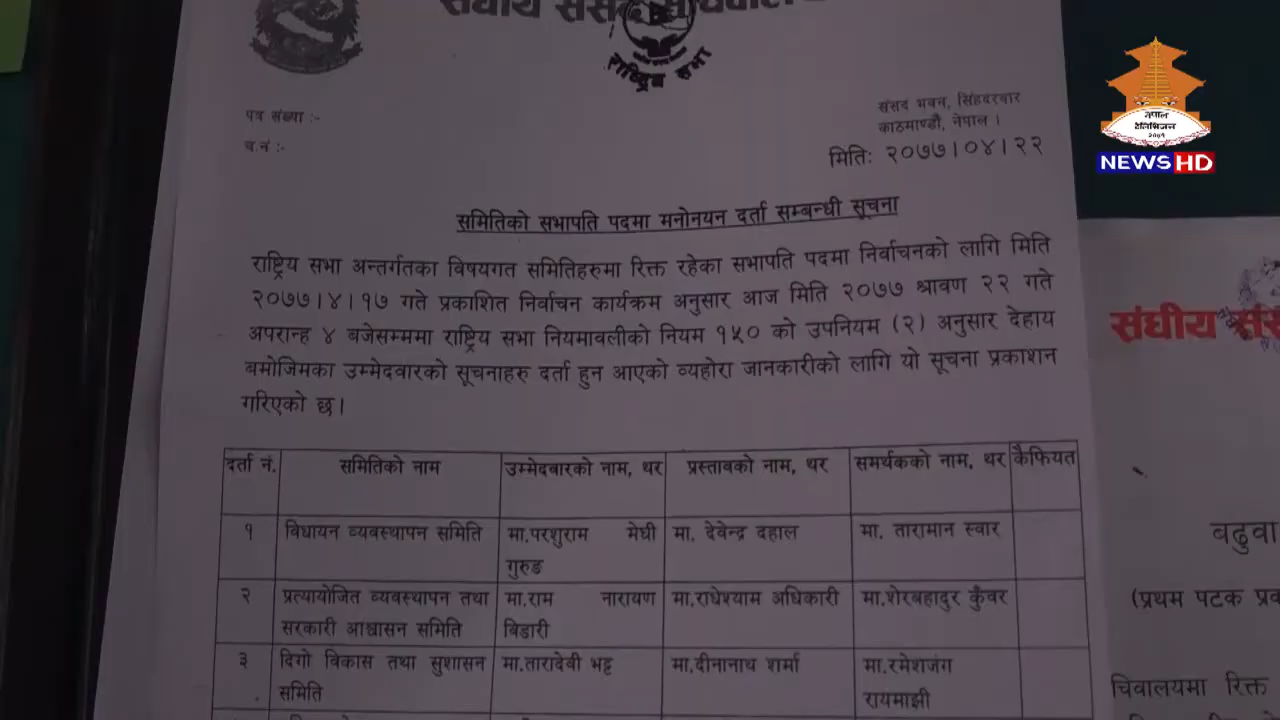 संघीय संसद सचिवालय
राष्ट्रिय सभा
नेपाल
टेलिभिजन
२०४१
NEWS HD
पत्र संख्या :-
च.नं :-
संसद भवन, सिंहदरबार
काठमाण्डौ, नेपाल ।
मितिः २०७७।०४।२२
समितिको सभापति पदमा मनोनयन दर्ता सम्बन्धी सूचना
राष्ट्रिय सभा अन्तर्गतका विषयगत समितिहरुमा रिक्त रहेका सभापति पदमा निर्वाचनको लागि मिति
२०७७।४।१७ गते प्रकाशित निर्वाचन कार्यक्रम अनुसार आज मिति २०७७ श्रावण २२ गते
अपरान्ह ४ बजेसम्ममा राष्ट्रिय सभा नियमावलीको नियम १५० को उपनियम (२) अनुसार देहाय
बमोजिमका उम्मेदवारको सूचनाहरु दर्ता हुन आएको व्यहोरा जानकारीको लागि यो सूचना प्रकाशन
गरिएको छ।
दर्ता नं. समितिको नाम उम्मेदवारको नाम, थर प्रस्तावको नाम, थर समर्थकको नाम, थर कैफियत
१ विधायन व्यवस्थापन समिति मा.परशुराम मेघी मा. देवेन्द्र दहाल मा. तारामान स्वार
गुरुङ
२ प्रत्यायोजित व्यवस्थापन तथा मा.राम नारायण मा.राधेश्याम अधिकारी मा.शेरबहादुर कुँवर
सरकारी आश्वासन समिति बिडारी
३ दिगो विकास तथा सुशासन मा.तारादेवी भट्ट मा.दीनानाथ शर्मा मा.रमेशजंग
समिति रायमाझी
संघीय
बढुवा
(प्रथम पटक
चिवालयमा रिक्त